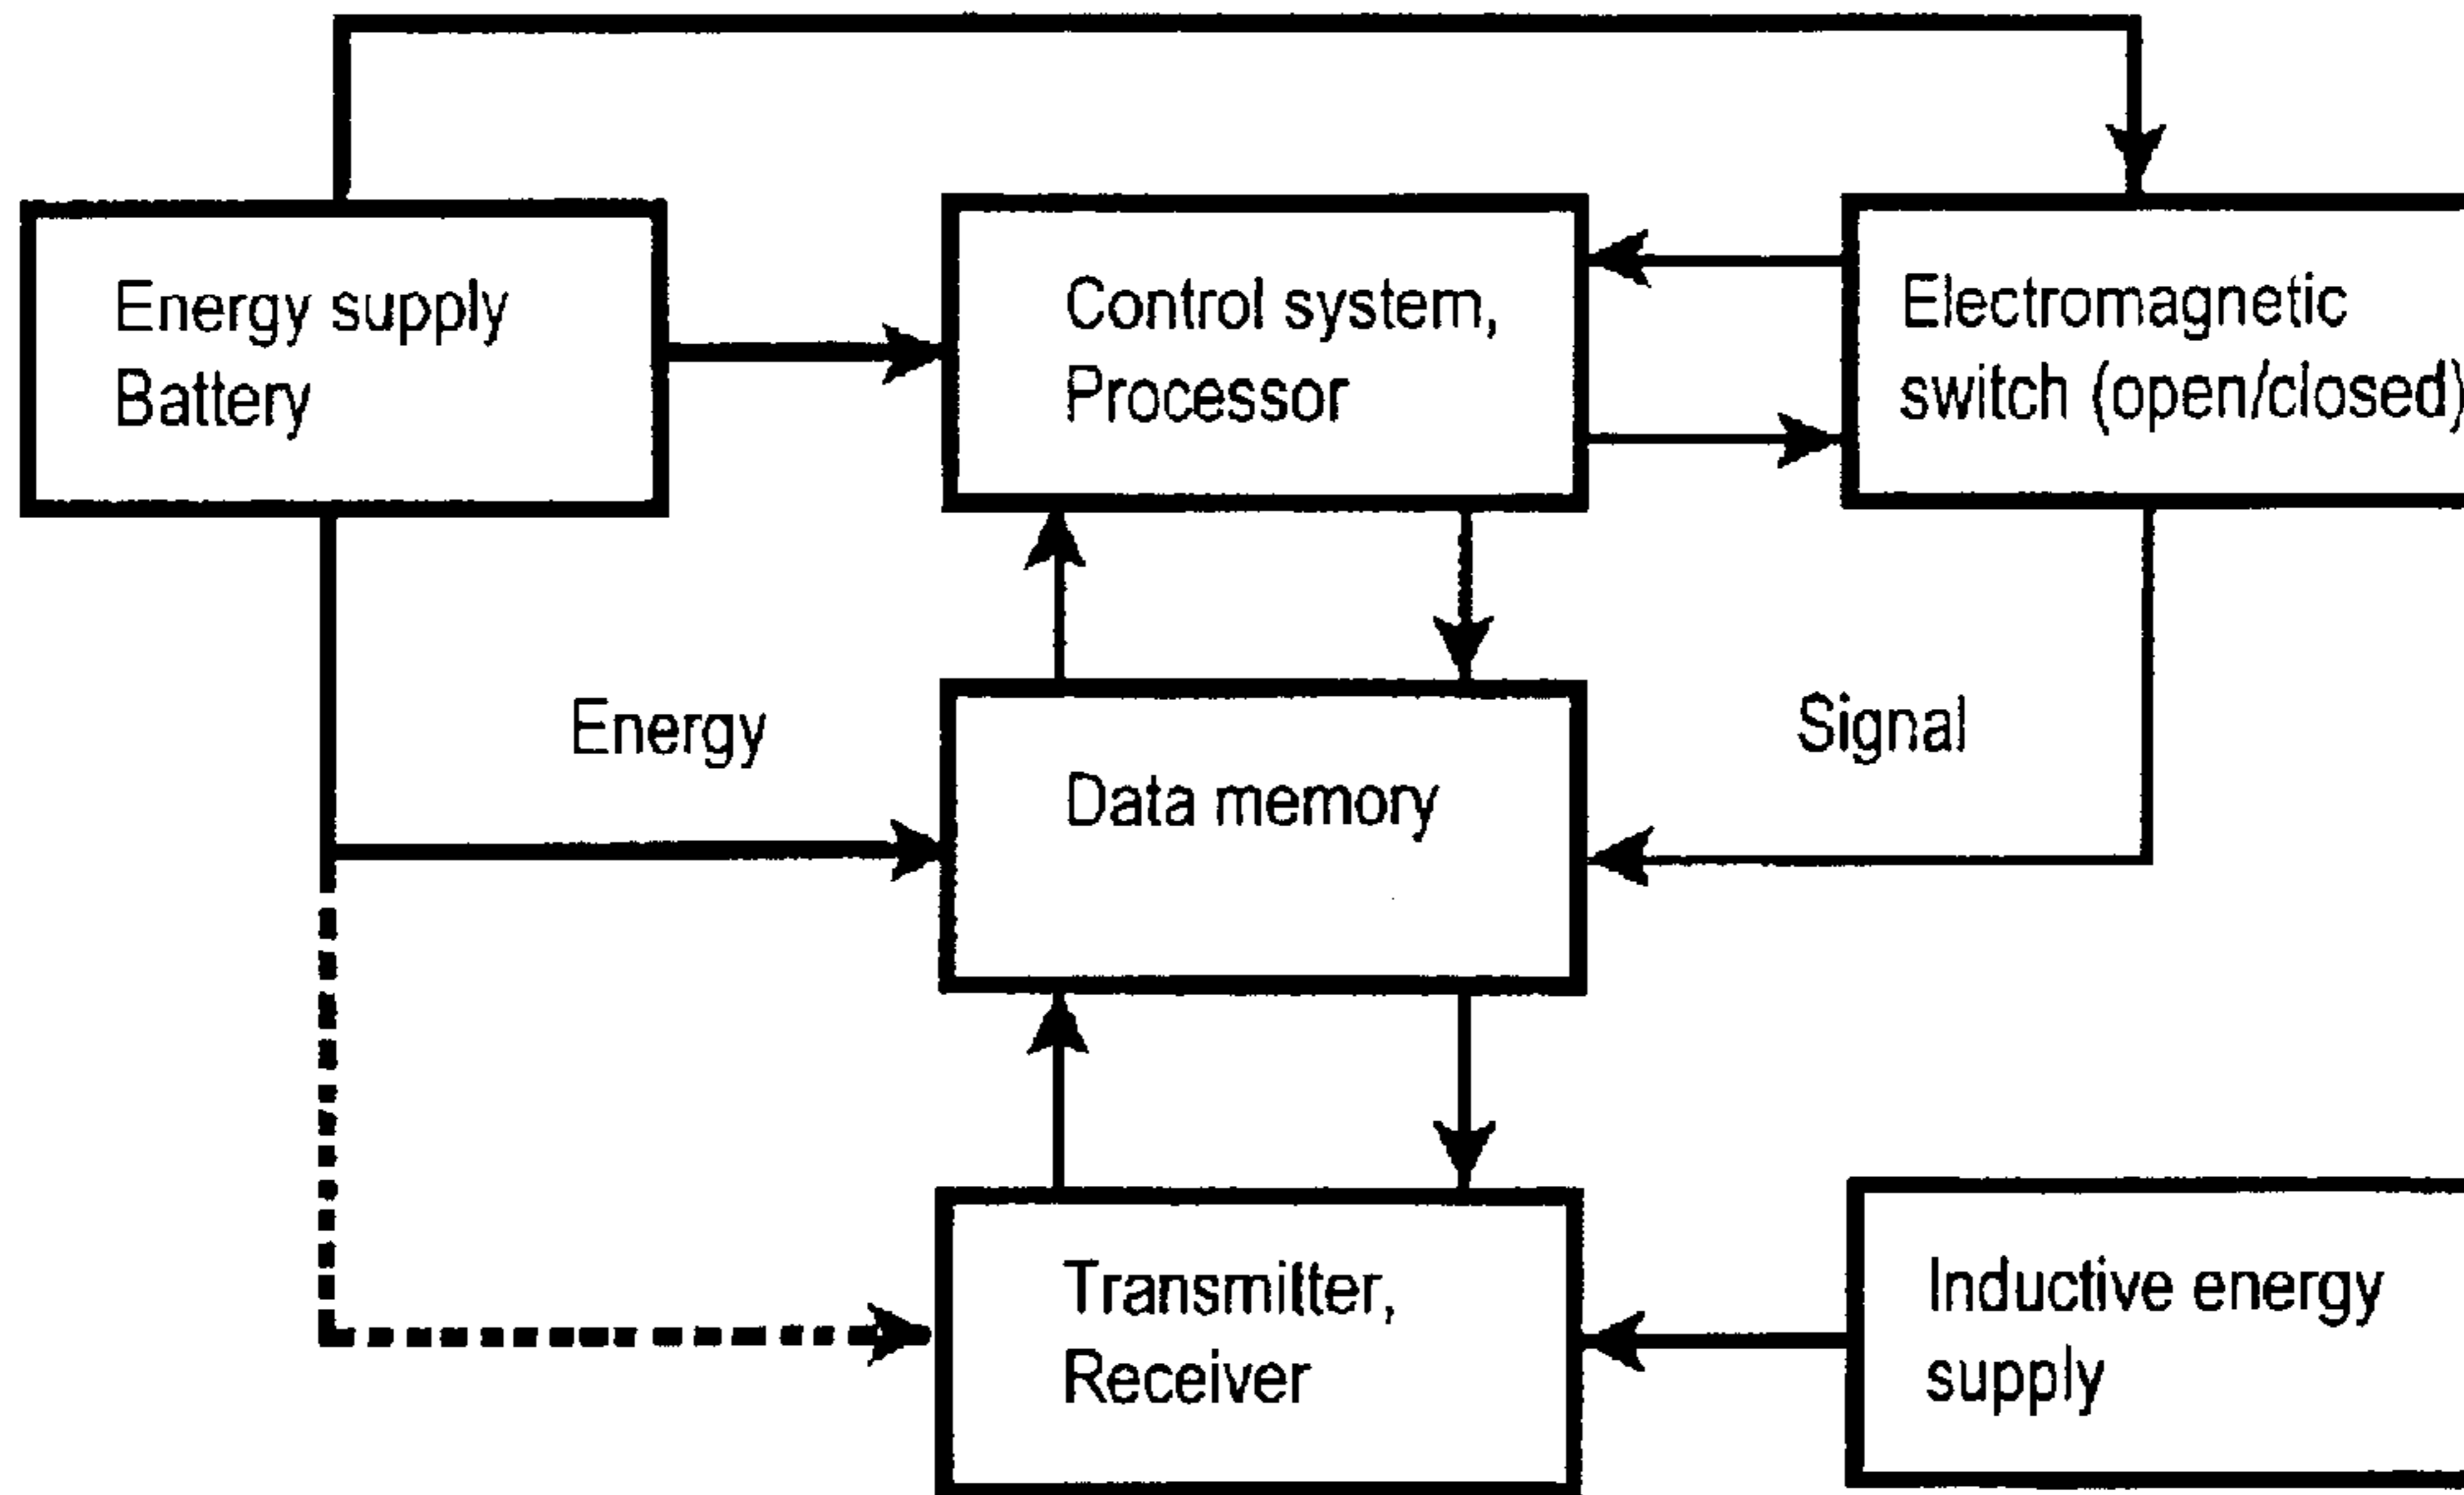 Energy supply
Battery
Control system,
Processor
Electromagnetic
switch (open/closed)
Energy
Signal
Data memory
Transmitter,
Receiver
Inductive energy
supply